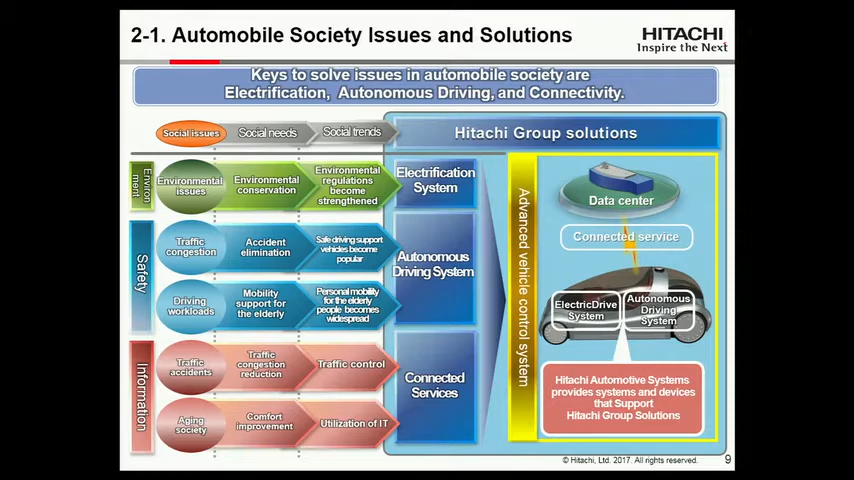 2-1. Automobile Society Issues and Solutions
HITACHI
Inspire the Next
Keys to solve issues in automobile society are
Electrification, Autonomous Driving, and Connectivity.
Social issues
Social needs
Social trends
Hitachi Group solutions
Environ
ment
Environmental
issues
Environmental
conservation
Environmental
regulations
become
strengthened
Electrification
System
Safety
Traffic
congestion
Accident
elimination
Safe driving support
vehicles become
popular
Autonomous
Driving System
Driving
workloads
Mobility
support for
the elderly
Personal mobility
for the elderly
people becomes
widespread
Information
Traffic
accidents
Traffic
congestion
reduction
Traffic control
Connected
Services
Aging
society
Comfort
improvement
Utilization of IT
Advanced vehicle control system
Data center
Connected service
ElectricDrive
System
Autonomous
Driving
System
Hitachi Automotive Systems
provides systems and devices
that Support
Hitachi Group Solutions
© Hitachi, Ltd. 2017. All rights reserved.
9